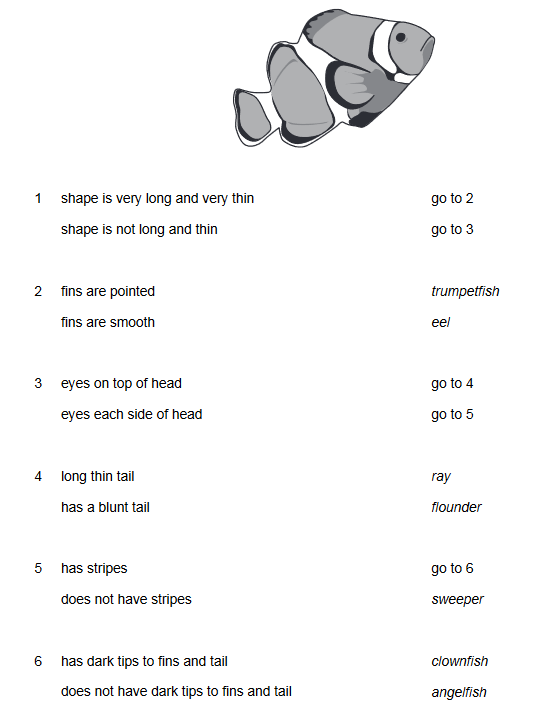 1 shape is very long and very thin go to 2
shape is not long and thin go to 3
2 fins are pointed trumpetfish
fins are smooth eel
3 eyes on top of head go to 4
eyes each side of head go to 5
4 long thin tail ray
has a blunt tail flounder
5 has stripes go to 6
does not have stripes sweeper
6 has dark tips to fins and tail clownfish
does not have dark tips to fins and tail angelfish